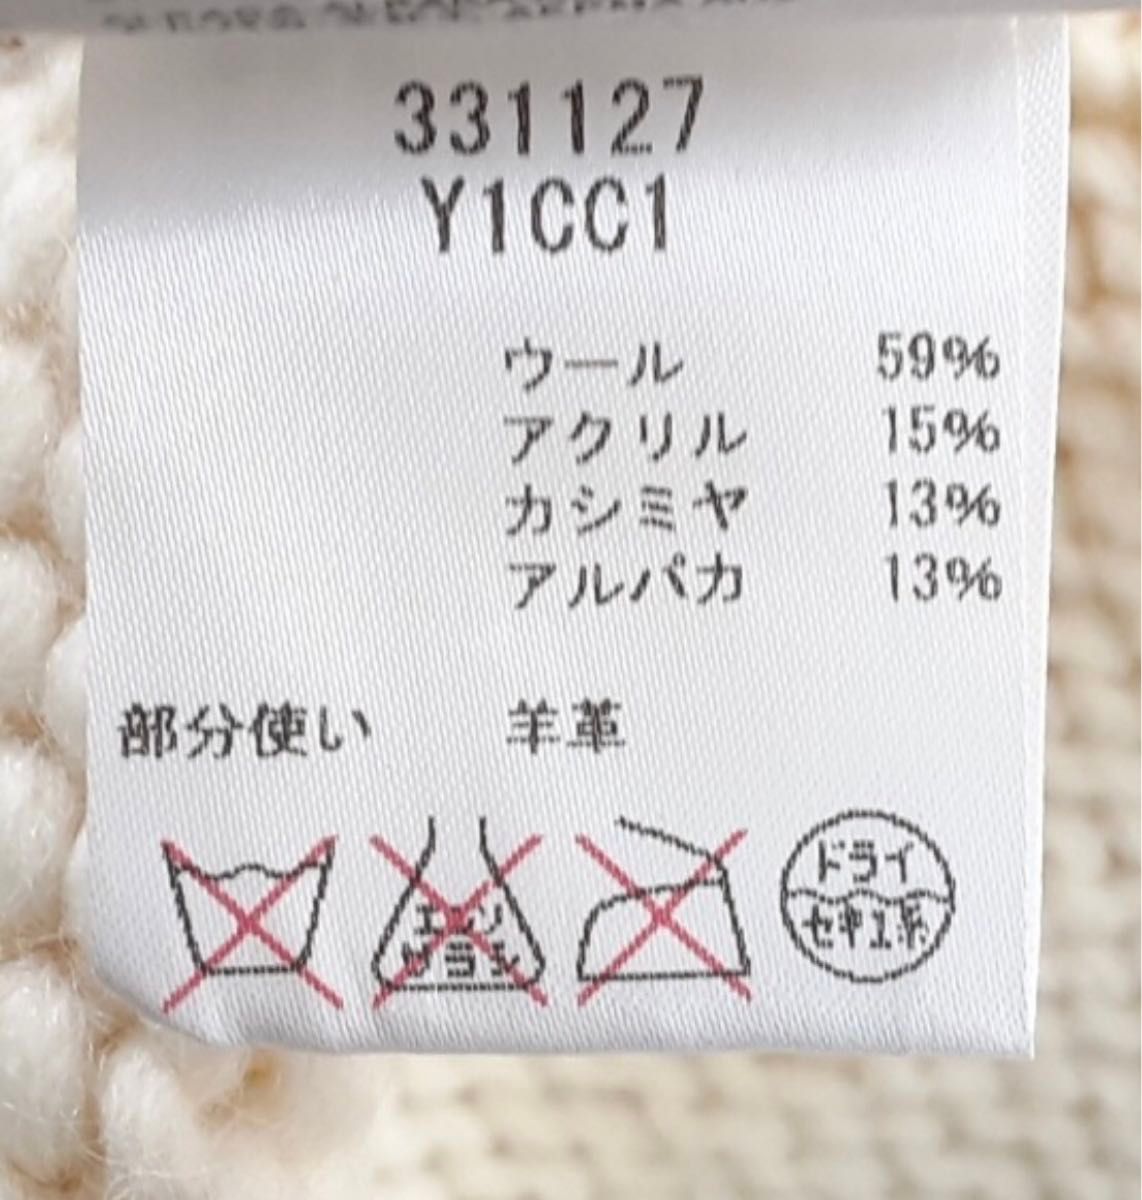 331127
Y1CC1
ウール 59%
アクリル 15%
カシミヤ 13%
アルパカ 13%
部分使い 羊革
エンソ
サラシ
ドライ
セキユ系